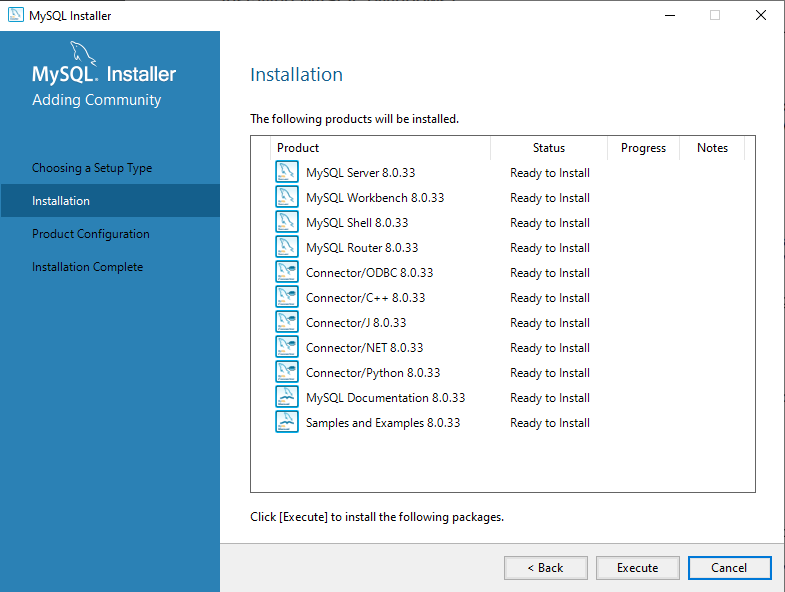 MySQL Installer
MySQL. Installer
Adding Community
Choosing a Setup Type
Installation
Product Configuration
Installation Complete
Installation
The following products will be installed.
Product Status Progress Notes
MySQL Server 8.0.33 Ready to Install
MySQL Workbench 8.0.33 Ready to Install
MySQL Shell 8.0.33 Ready to Install
MySQL Router 8.0.33 Ready to Install
Connector/ODBC 8.0.33 Ready to Install
Connector/C++ 8.0.33 Ready to Install
Connector/J 8.0.33 Ready to Install
Connector/NET 8.0.33 Ready to Install
Connector/Python 8.0.33 Ready to Install
MySQL Documentation 8.0.33 Ready to Install
Samples and Examples 8.0.33 Ready to Install
Click [Execute] to install the following packages.
< Back Execute Cancel